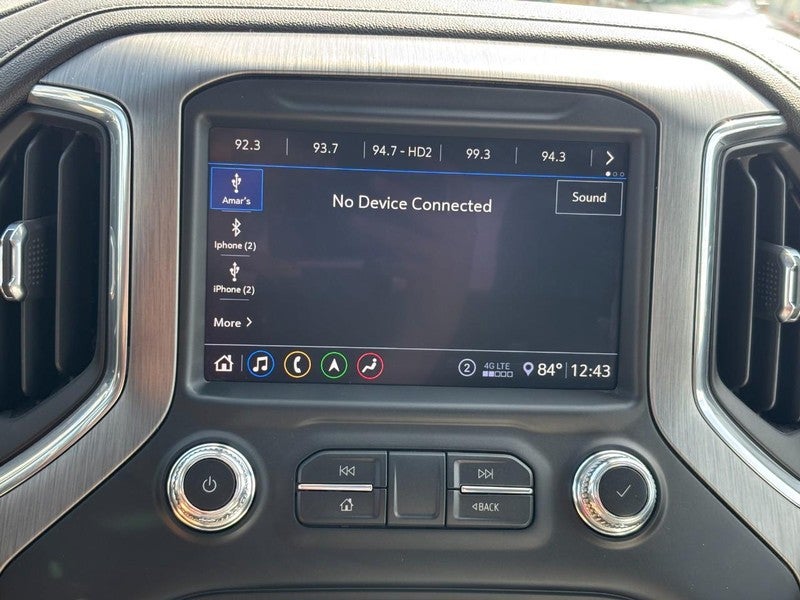 92.3 93.7 94.7 - HD2 99.3 94.3
Amar's
No Device Connected
Sound
Iphone (2)
iPhone (2)
More
2 4G LTE 84° 12:43
BACK